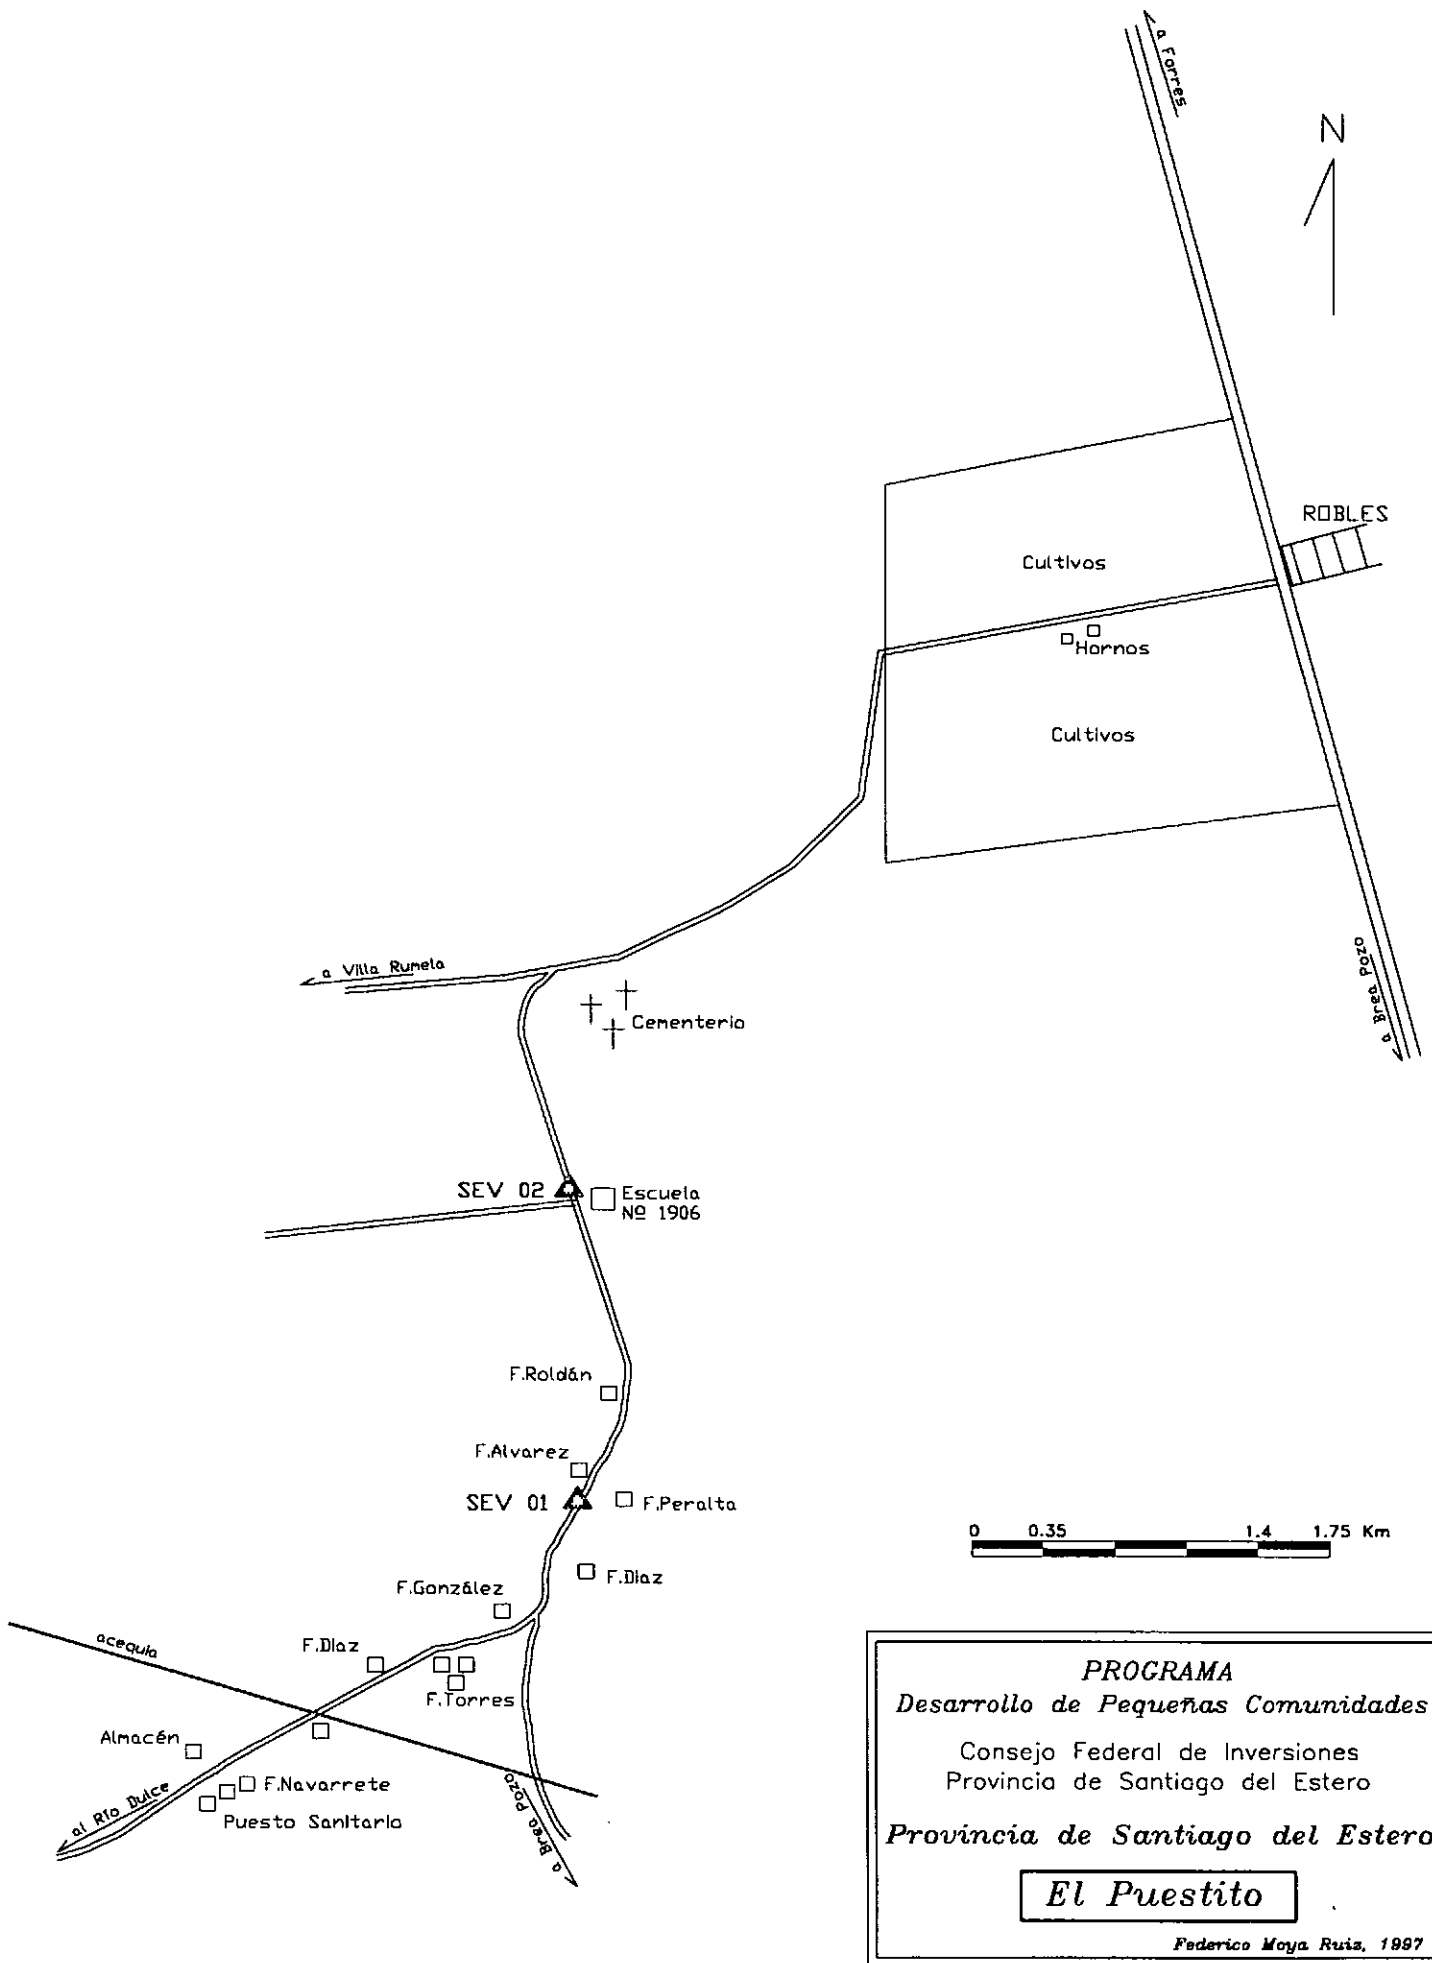 a Forres
N
ROBLES
Cultivos
Hornos
Cultivos
a Brea Pozo
a Villa Rumela
Cementerio
SEV 02
Escuela
Nº 1906
F.Roldán
F.Alvarez
SEV 01
F.Peralta
F.Díaz
F.González
F.Díaz
F.Torres
acequia
Almacén
F.Navarrete
Puesto Sanitario
al Río Dulce
a Brea Pozo
0 0.35 1.4 1.75 Km
PROGRAMA
Desarrollo de Pequeñas Comunidades
Consejo Federal de Inversiones
Provincia de Santiago del Estero
Provincia de Santiago del Estero
El Puestito
Federico Moya Ruiz, 1997